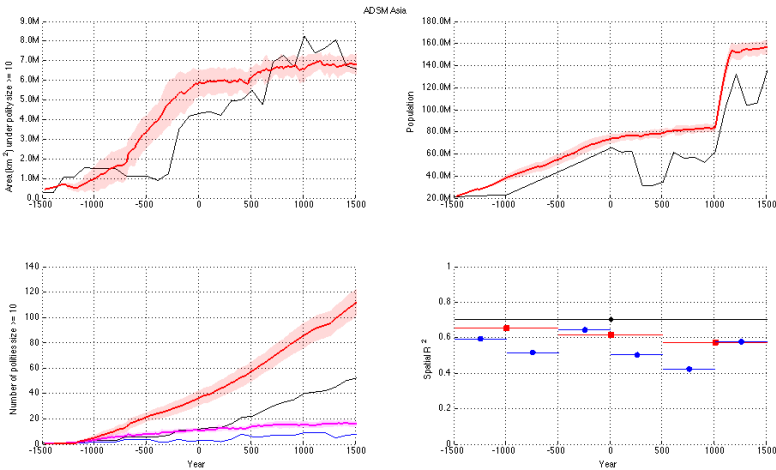 ADSM Asia
Area (km²) under polity size >= 10
9.0M
8.0M
7.0M
6.0M
5.0M
4.0M
3.0M
2.0M
1.0M
0.0
-1500 -1000 -500 0 500 1000 1500
Population
180.0M
160.0M
140.0M
120.0M
100.0M
80.0M
60.0M
40.0M
20.0M
-1500 -1000 -500 0 500 1000 1500
Number of polities size >= 10
140
120
100
80
60
40
20
0
-1500 -1000 -500 0 500 1000 1500
Year
Spatial R²
1
0.8
0.6
0.4
0.2
0
-1500 -1000 -500 0 500 1000 1500
Year